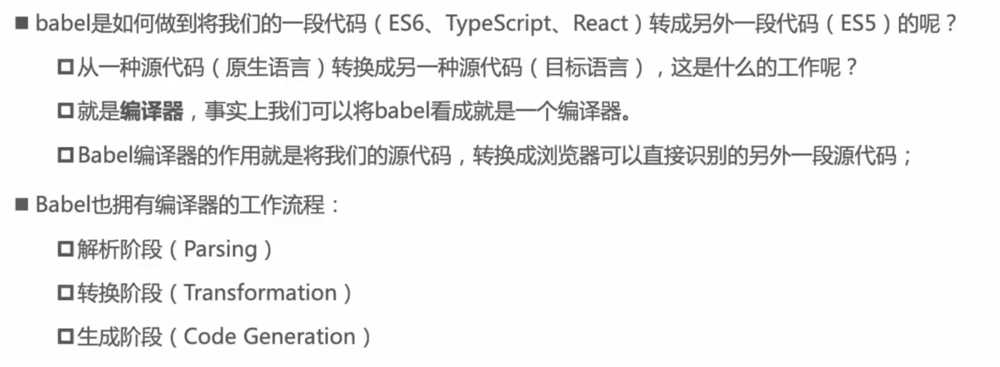 ■ babel是如何做到将我们的一段代码（ES6、TypeScript、React）转成另外一段代码（ES5）的呢？
□ 从一种源代码（原生语言）转换成另一种源代码（目标语言），这是什么的工作呢？
□ 就是编译器，事实上我们可以将babel看成就是一个编译器。
□ Babel编译器的作用就是将我们的源代码，转换成浏览器可以直接识别的另外一段源代码；
■ Babel也拥有编译器的工作流程：
□ 解析阶段（Parsing）
□ 转换阶段（Transformation）
□ 生成阶段（Code Generation）